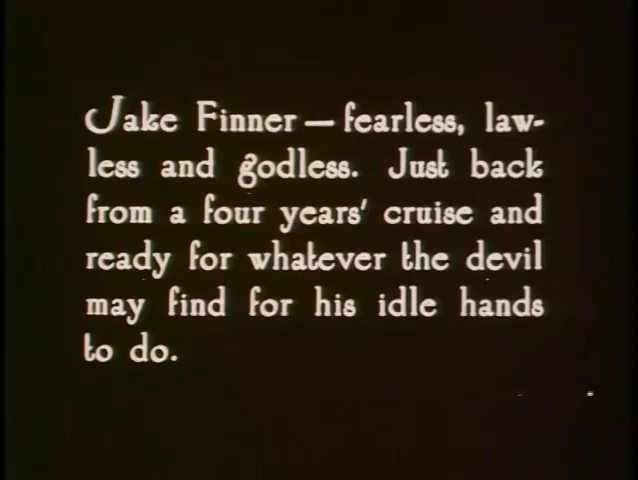 Jake Finner — fearless, law-
less and godless. Just back
from a four years' cruise and
ready for whatever the devil
may find for his idle hands
to do.